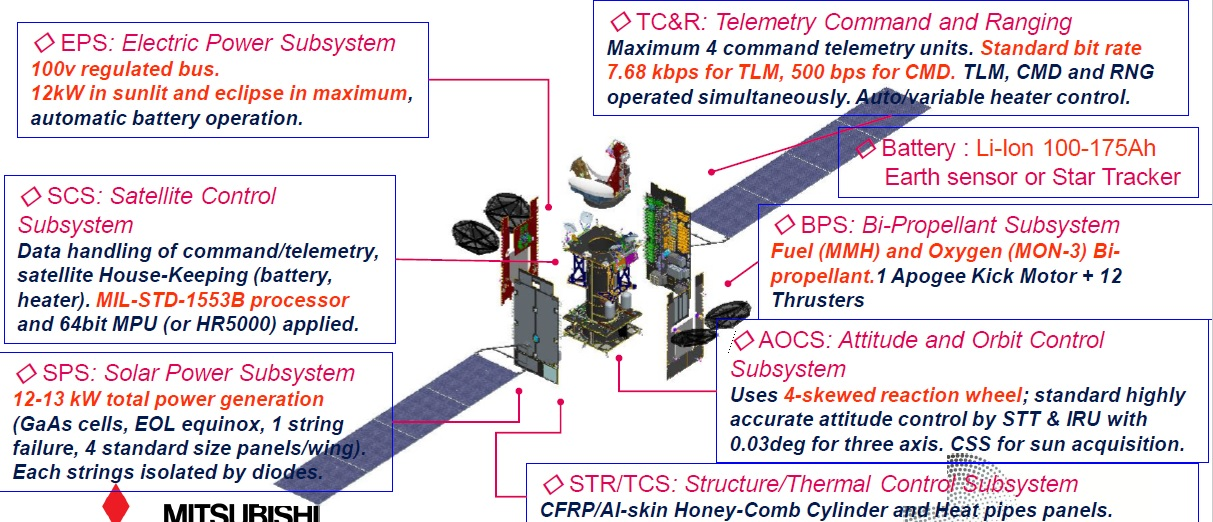 ◇ EPS: Electric Power Subsystem
100v regulated bus.
12kW in sunlit and eclipse in maximum,
automatic battery operation.
◇ TC&R: Telemetry Command and Ranging
Maximum 4 command telemetry units. Standard bit rate
7.68 kbps for TLM, 500 bps for CMD. TLM, CMD and RNG
operated simultaneously. Auto/variable heater control.
◇ Battery : Li-Ion 100-175Ah
Earth sensor or Star Tracker
◇ SCS: Satellite Control
Subsystem
Data handling of command/telemetry,
satellite House-Keeping (battery,
heater). MIL-STD-1553B processor
and 64bit MPU (or HR5000) applied.
◇ BPS: Bi-Propellant Subsystem
Fuel (MMH) and Oxygen (MON-3) Bi-
propellant.1 Apogee Kick Motor + 12
Thrusters
◇ AOCS: Attitude and Orbit Control
Subsystem
Uses 4-skewed reaction wheel; standard highly
accurate attitude control by STT & IRU with
0.03deg for three axis. CSS for sun acquisition.
◇ SPS: Solar Power Subsystem
12-13 kW total power generation
(GaAs cells, EOL equinox, 1 string
failure, 4 standard size panels/wing).
Each strings isolated by diodes.
◇ STR/TCS: Structure/Thermal Control Subsystem
CFRP/Al-skin Honey-Comb Cylinder and Heat pipes panels.
MITSUBISHI